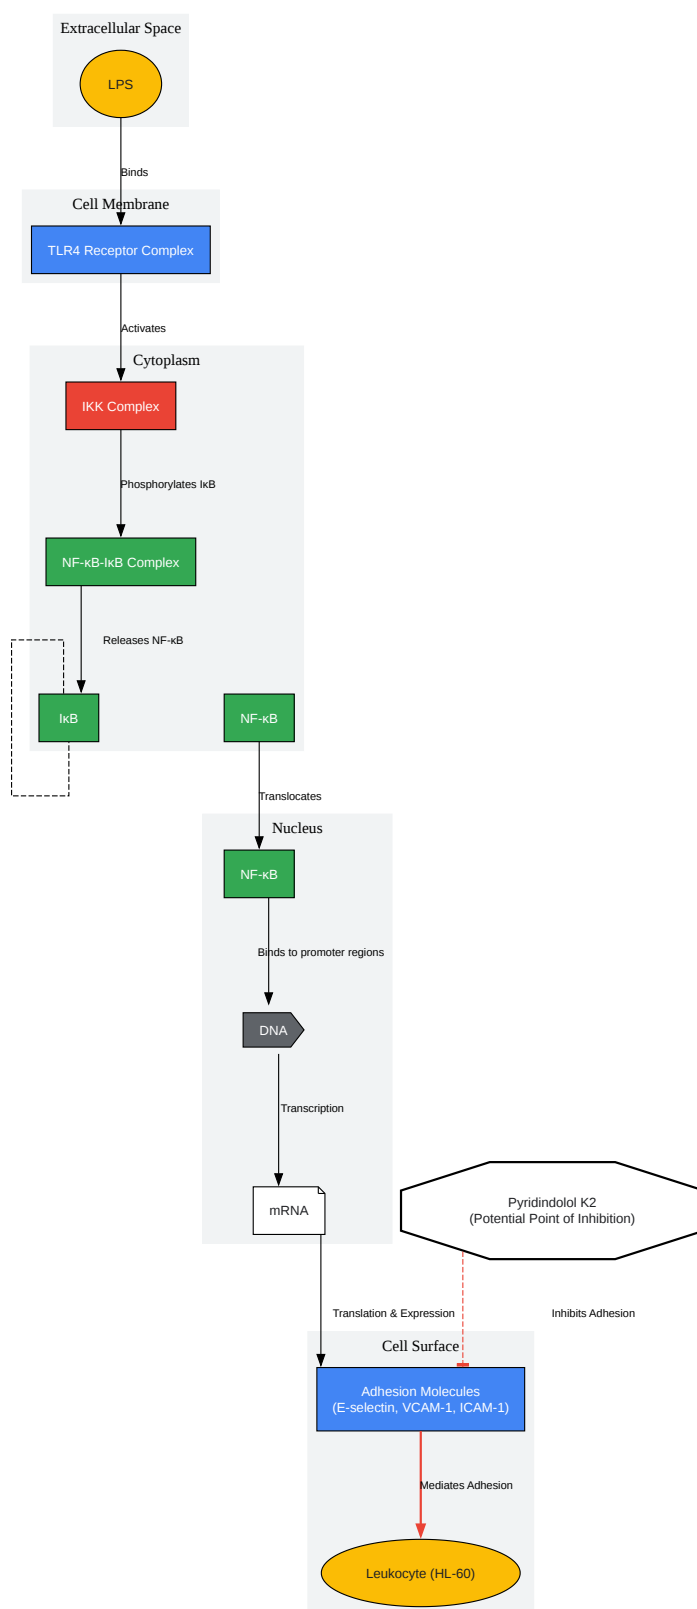 Extracellular Space
LPS
Binds
Cell Membrane
TLR4 Receptor Complex
Activates
Cytoplasm
IKK Complex
Phosphorylates IκB
NF-κB-IκB Complex
Releases NF-κB
IκB
NF-κB
Translocates
Nucleus
NF-κB
Binds to promoter regions
DNA
Transcription
mRNA
Pyridindolol K2
(Potential Point of Inhibition)
Translation & Expression
Inhibits Adhesion
Cell Surface
Adhesion Molecules
(E-selectin, VCAM-1, ICAM-1)
Mediates Adhesion
Leukocyte (HL-60)